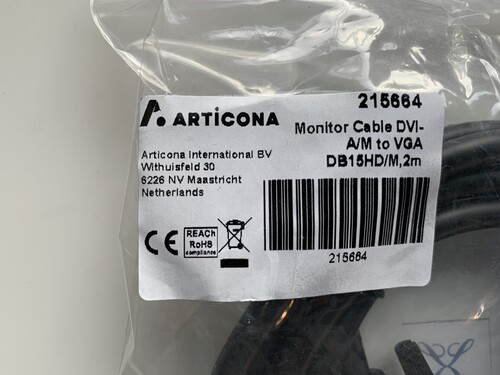 ARTICONA
Articona International BV
Withuisfeld 30
6226 NV Maastricht
Netherlands
CE
REACh
RoHS
compliance
215664
Monitor Cable DVI-
A/M to VGA
DB15HD/M,2m
215664